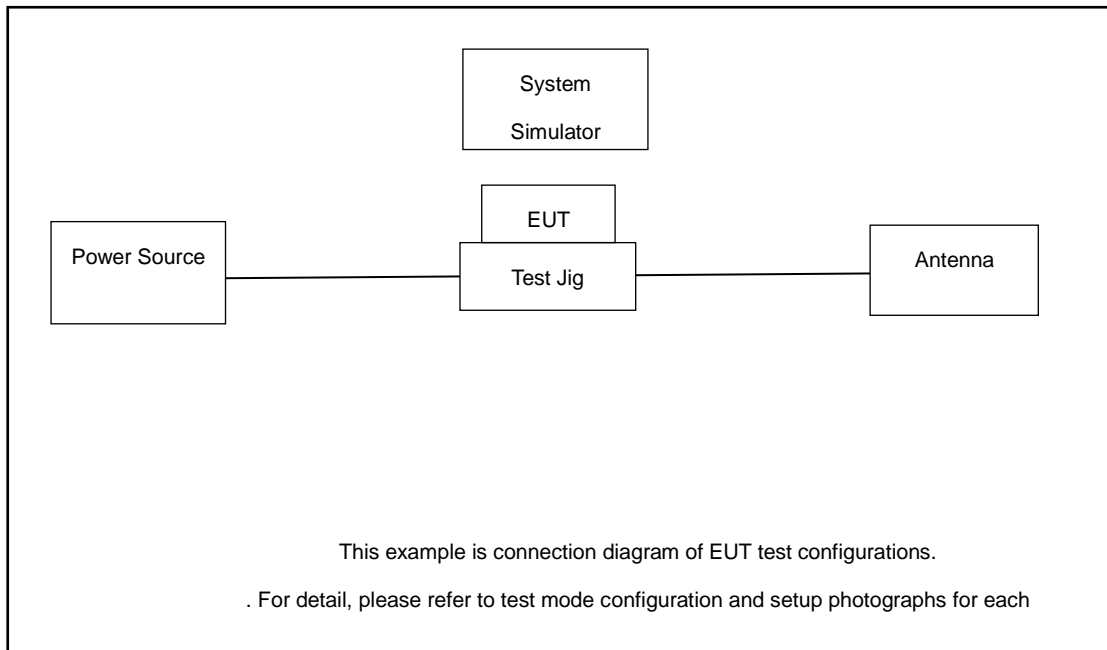 System
Simulator
EUT
Power Source
Test Jig
Antenna
This example is connection diagram of EUT test configurations.
. For detail, please refer to test mode configuration and setup photographs for each